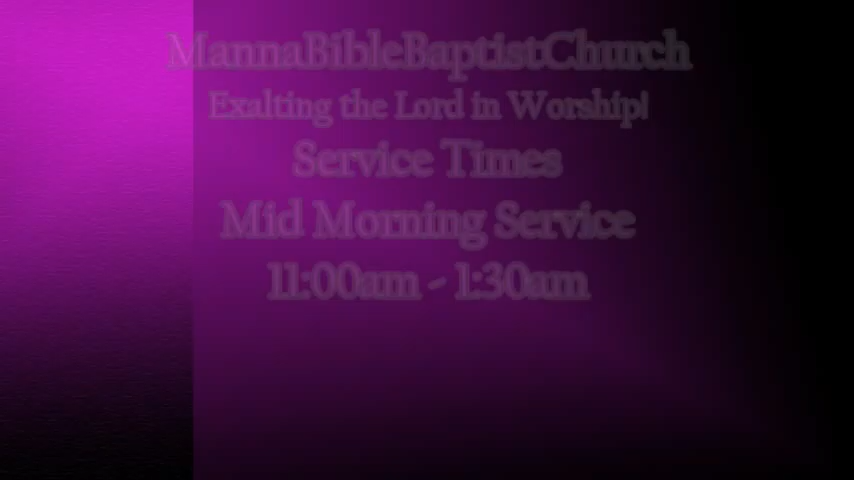 MannaBibleBaptistChurch
Exalting the Lord in Worship!
Service Times
Mid Morning Service
11:00am - 1:30am